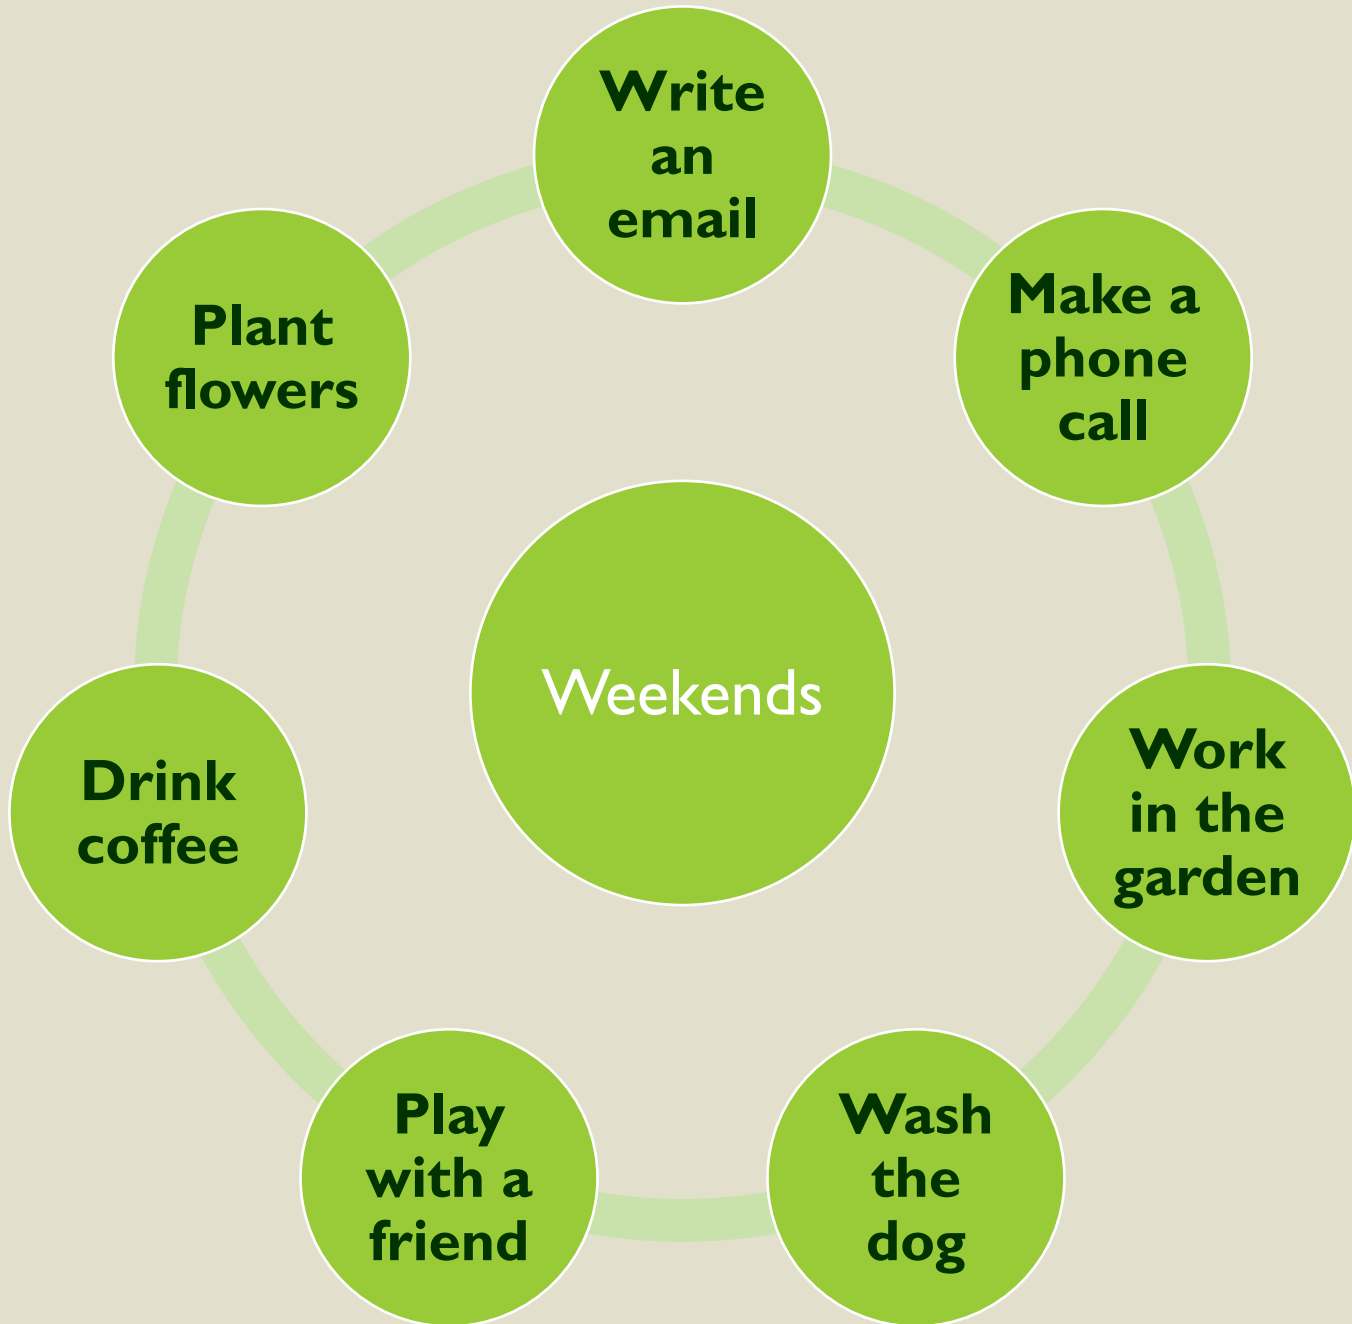 Write
an
email
Make a
phone
call
Work
in the
garden
Wash
the
dog
Play
with a
friend
Drink
coffee
Plant
flowers
Weekends